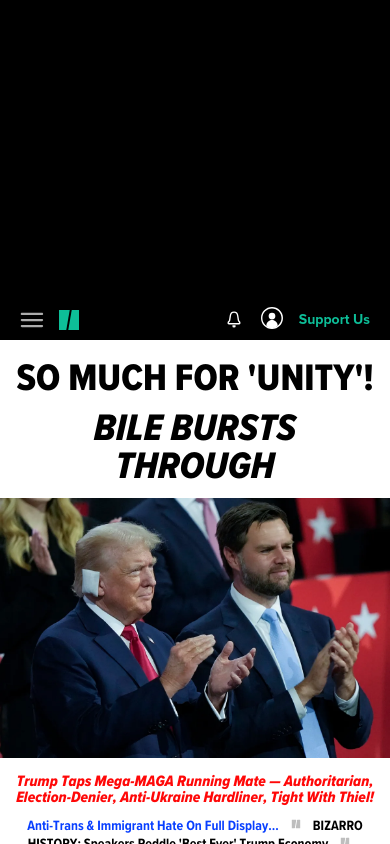 Support Us
SO MUCH FOR 'UNITY'!
BILE BURSTS
THROUGH
Trump Taps Mega-MAGA Running Mate — Authoritarian,
Election-Denier, Anti-Ukraine Hardliner, Tight With Thiel!
Anti-Trans & Immigrant Hate On Full Display... BIZARRO
HISTORY: Speakers Peddle 'Best Ever' Trump Economy